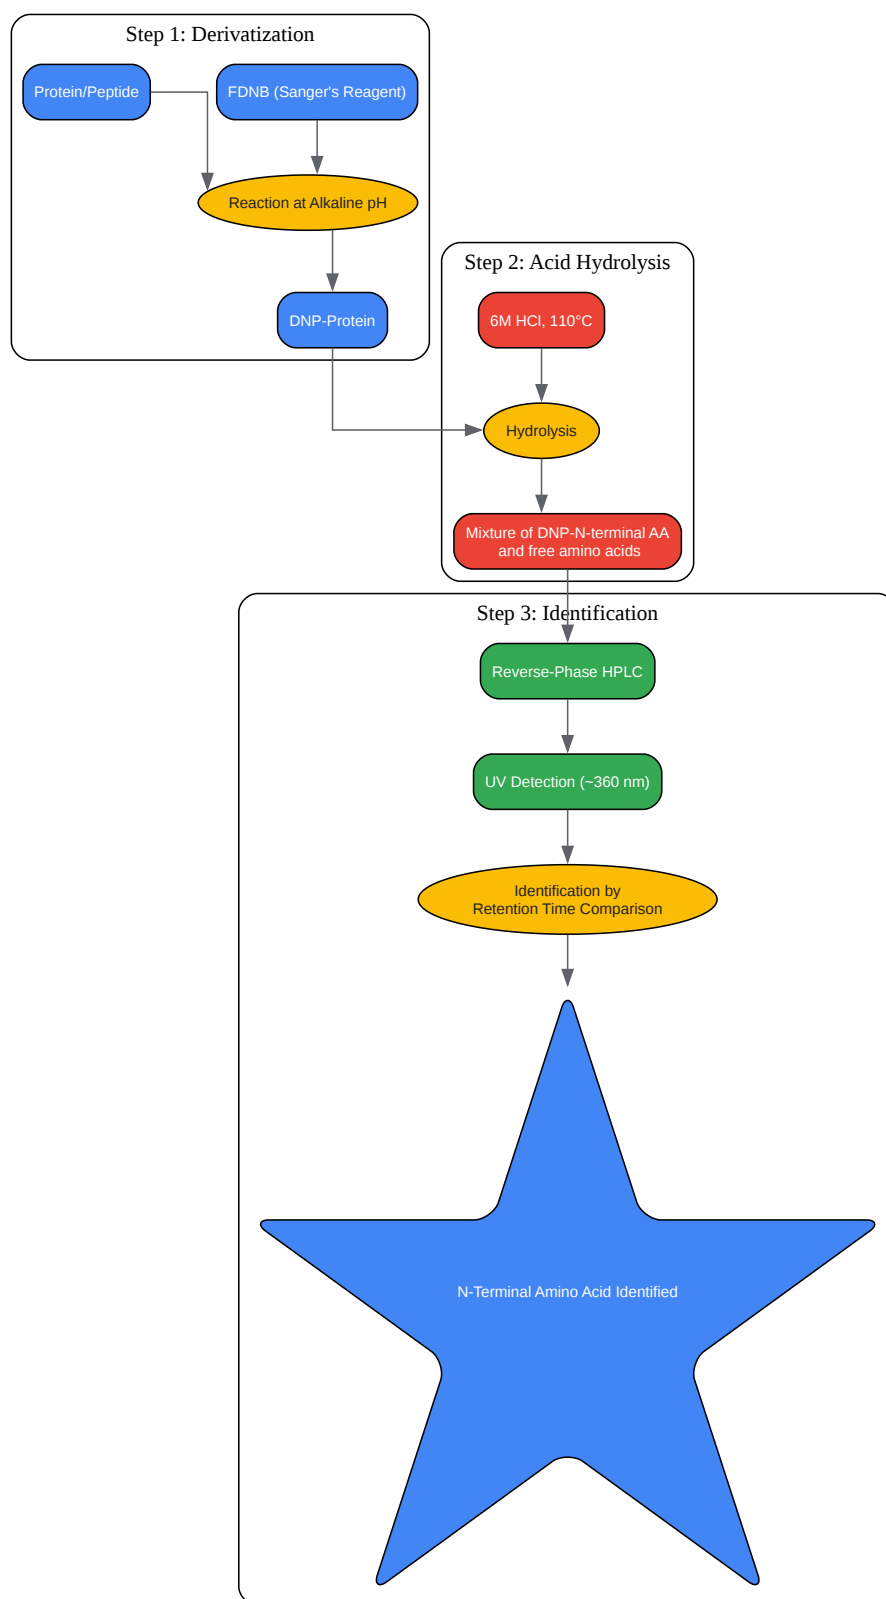 Step 1: Derivatization
Protein/Peptide
FDNB (Sanger's Reagent)
Reaction at Alkaline pH
DNP-Protein
Step 2: Acid Hydrolysis
6M HCl, 110°C
Hydrolysis
Mixture of DNP-N-terminal AA
and free amino acids
Step 3: Identification
Reverse-Phase HPLC
UV Detection (~360 nm)
Identification by
Retention Time Comparison
N-Terminal Amino Acid Identified